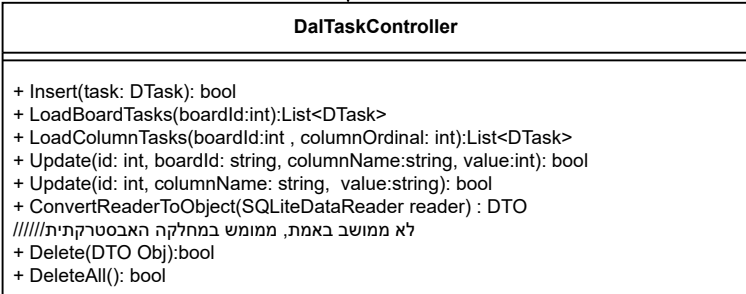 DalTaskController
+ Insert(task: DTask): bool
+ LoadBoardTasks(boardId:int):List<DTask>
+ LoadColumnTasks(boardId:int , columnOrdinal: int):List<DTask>
+ Update(id: int, boardId: string, columnName:string, value:int): bool
+ Update(id: int, columnName: string,  value:string): bool
+ ConvertReaderToObject(SQLiteDataReader reader) : DTO
//////לא ממושב באמת, ממומש במחלקה האבסטרקתית
+ Delete(DTO Obj):bool
+ DeleteAll(): bool